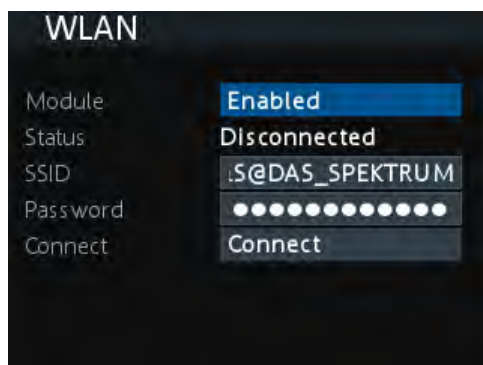 WLAN
Module Enabled
Status Disconnected
SSID S@DAS_SPEKTRUM
Password ●●●●●●●●●●●●
Connect Connect